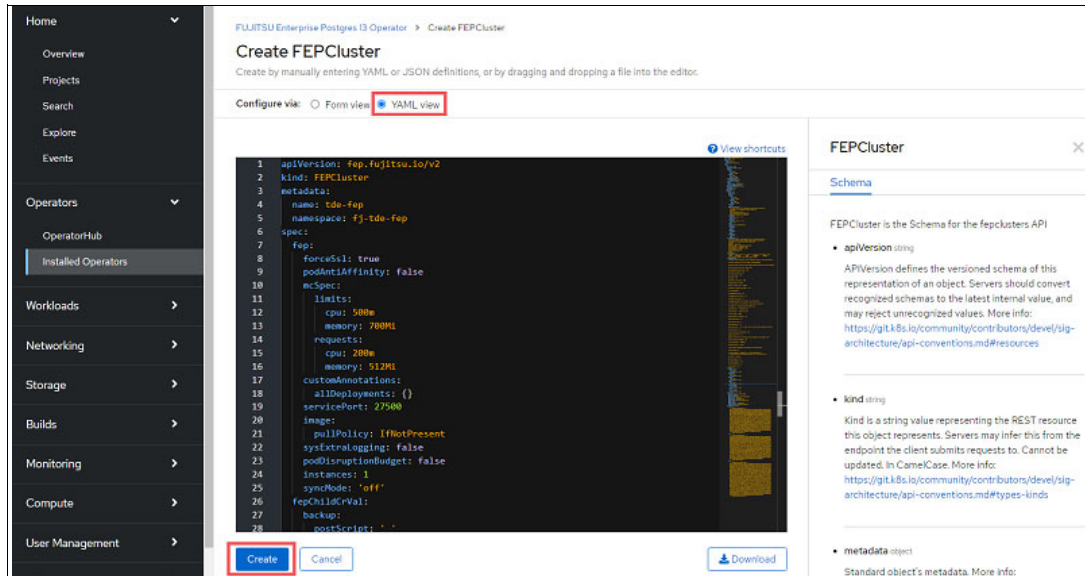 Home
Overview
Projects
Search
Explore
Events
Operators
OperatorHub
Installed Operators
Workloads
Networking
Storage
Builds
Monitoring
Compute
User Management
FUJITSU Enterprise Postgres 13 Operator > Create FEPCluster
Create FEPCluster
Create by manually entering YAML or JSON definitions, or by dragging and dropping a file into the editor.
Configure via: Form view YAML view
View shortcuts
1 apiVersion: fep.fujitsu.io/v2
2 kind: FEPCluster
3 metadata:
4 name: tde-fep
5 namespace: fj-tde-fep
6 spec:
7 fep:
8 forceSsl: true
9 podAntiAffinity: false
10 mcSpec:
11 limits:
12 cpu: 500m
13 memory: 700Mi
14 requests:
15 cpu: 200m
16 memory: 512Mi
17 customAnnotations:
18 allDeployments: {}
19 servicePort: 27500
20 image:
21 pullPolicy: IfNotPresent
22 sysExtraLogging: false
23 podDisruptionBudget: false
24 instances: 1
25 syncMode: 'off'
26 fepChildCrVal:
27 backup:
28 postScript: ' '
Create
Cancel
Download
FEPCluster
Schema
FEPCluster is the Schema for the fepclusters API
• apiVersion string
APIVersion defines the versioned schema of this
representation of an object. Servers should convert
recognized schemas to the latest internal value, and
may reject unrecognized values. More info:
https://git.k8s.io/community/contributors/devel/sig-
architecture/api-conventions.md#resources
• kind string
Kind is a string value representing the REST resource
this object represents. Servers may infer this from the
endpoint the client submits requests to. Cannot be
updated. In CamelCase. More info:
https://git.k8s.io/community/contributors/devel/sig-
architecture/api-conventions.md#types-kinds
• metadata object
Standard object's metadata. More info: